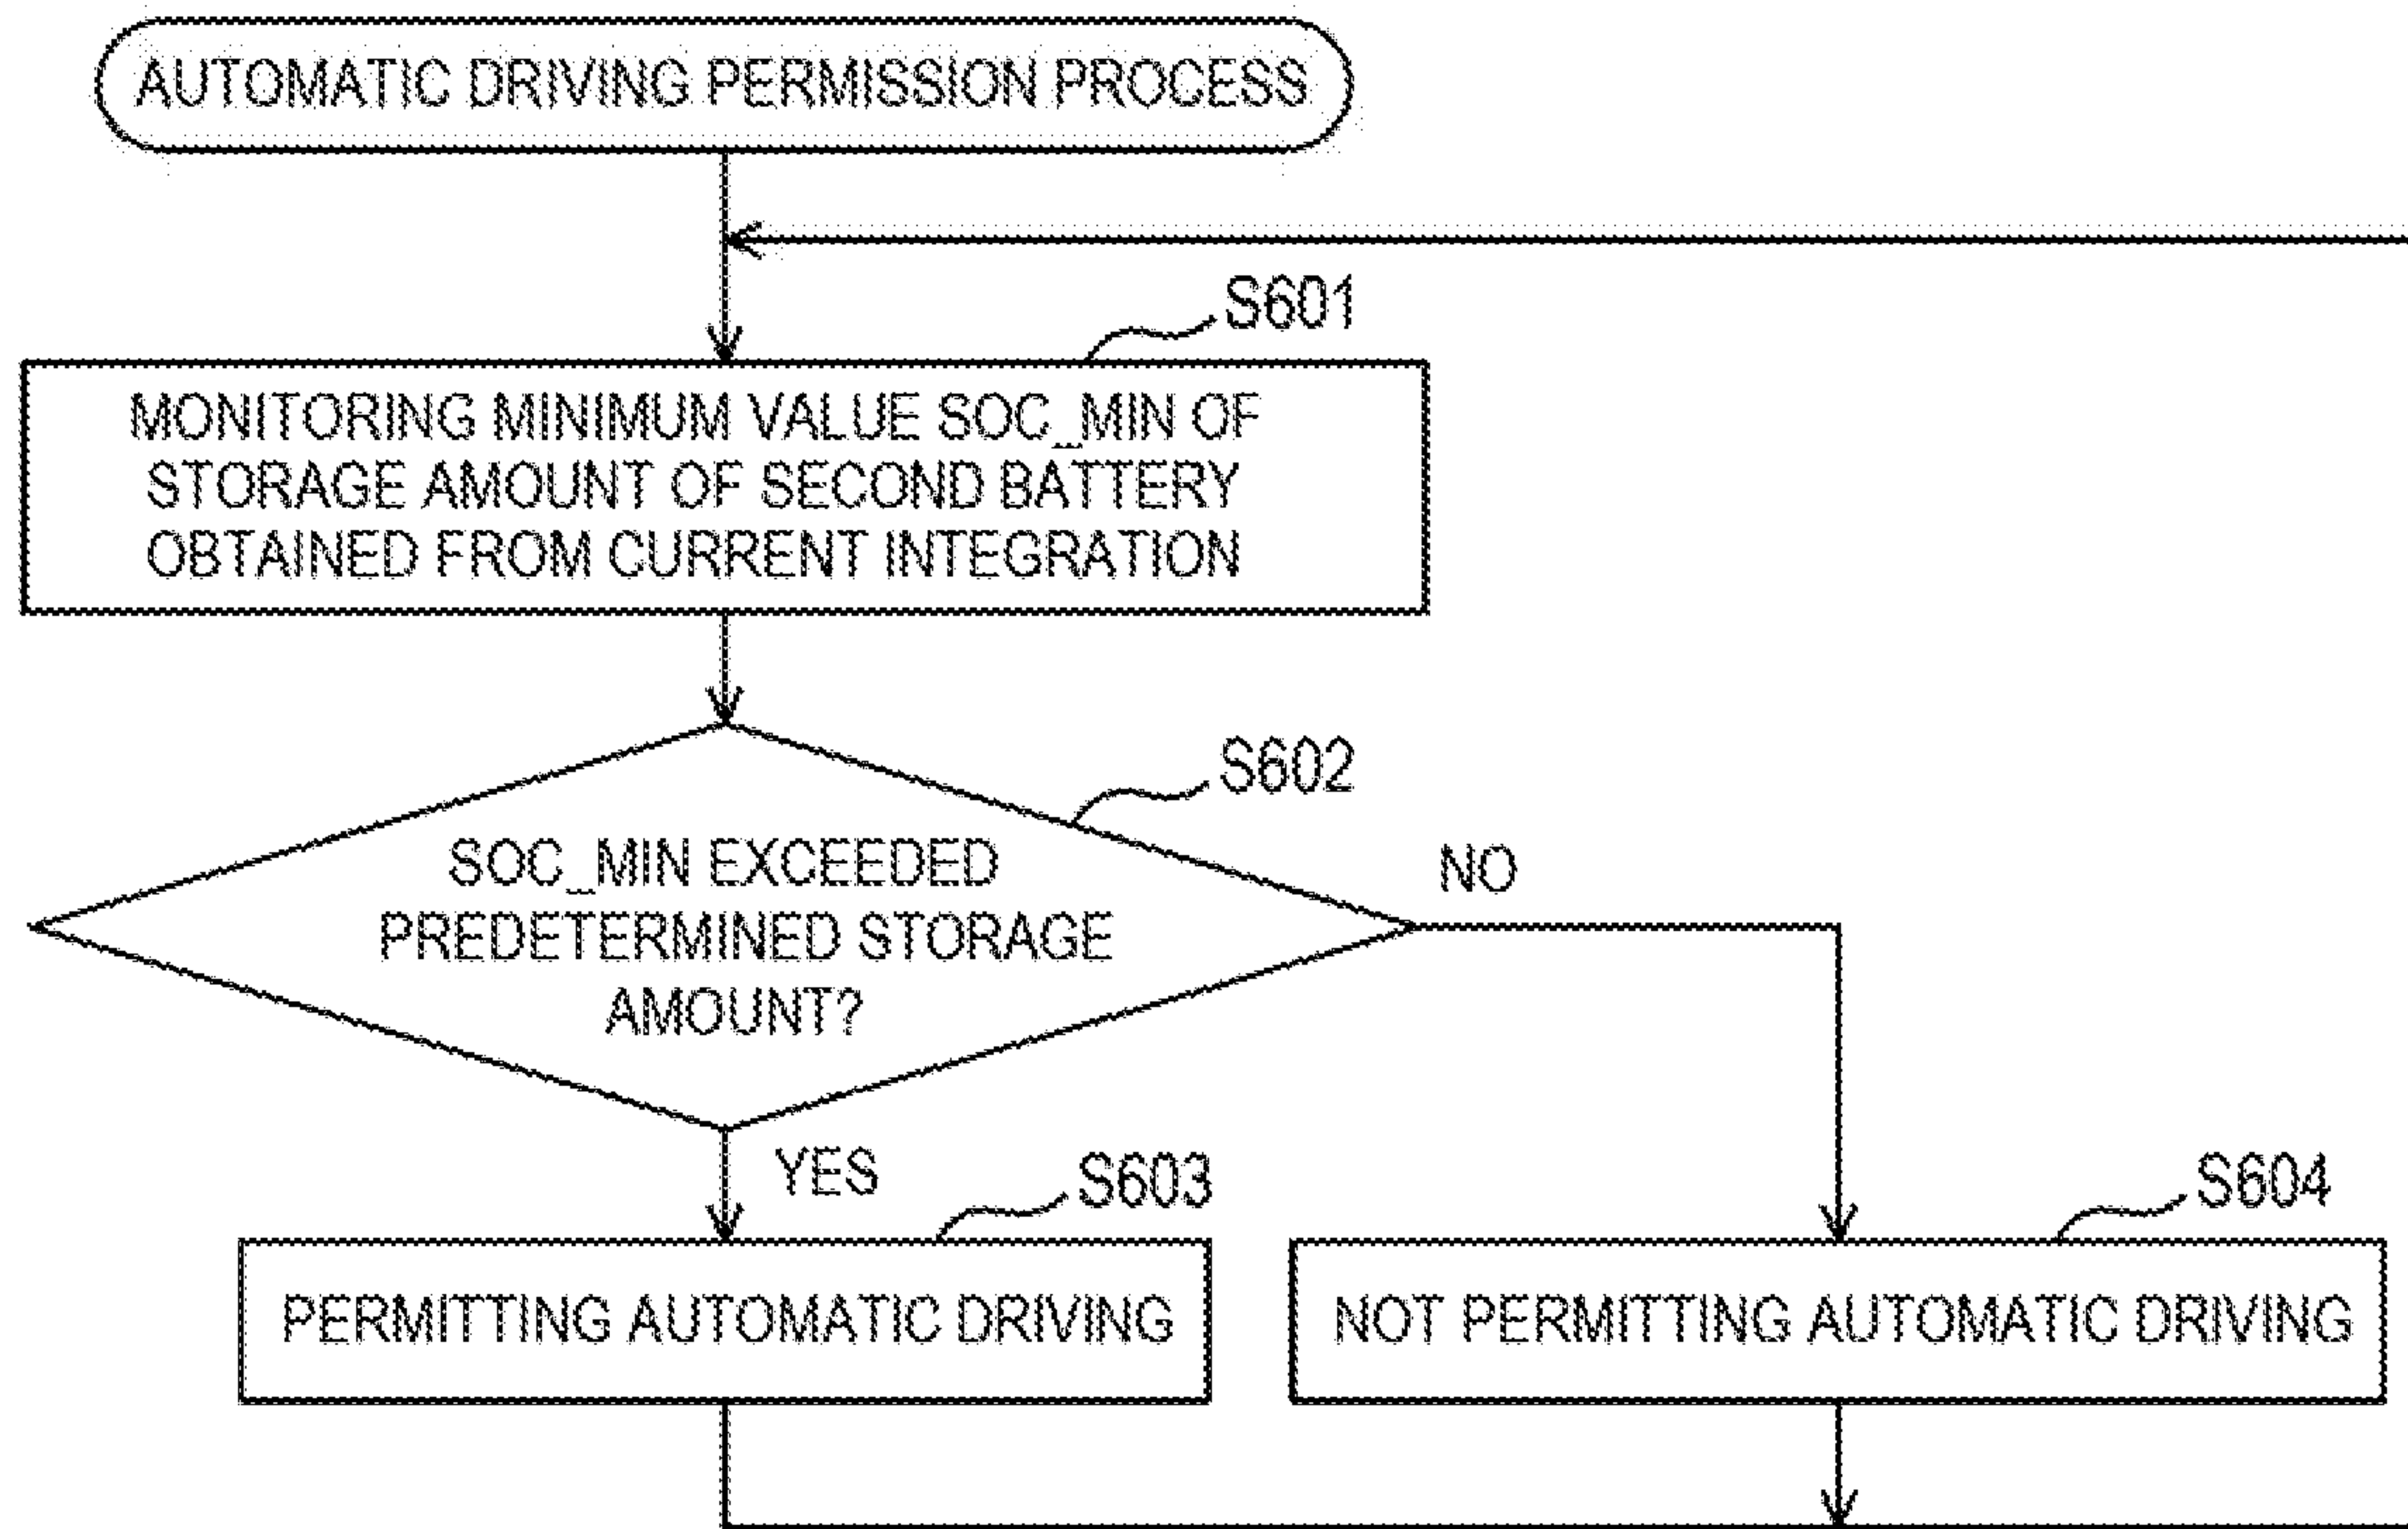 AUTOMATIC DRIVING PERMISSION PROCESS
S601
MONITORING MINIMUM VALUE SOC_MIN OF
STORAGE AMOUNT OF SECOND BATTERY
OBTAINED FROM CURRENT INTEGRATION
S602
SOC_MIN EXCEEDED
PREDETERMINED STORAGE
AMOUNT?
NO
YES
S603
PERMITTING AUTOMATIC DRIVING
S604
NOT PERMITTING AUTOMATIC DRIVING